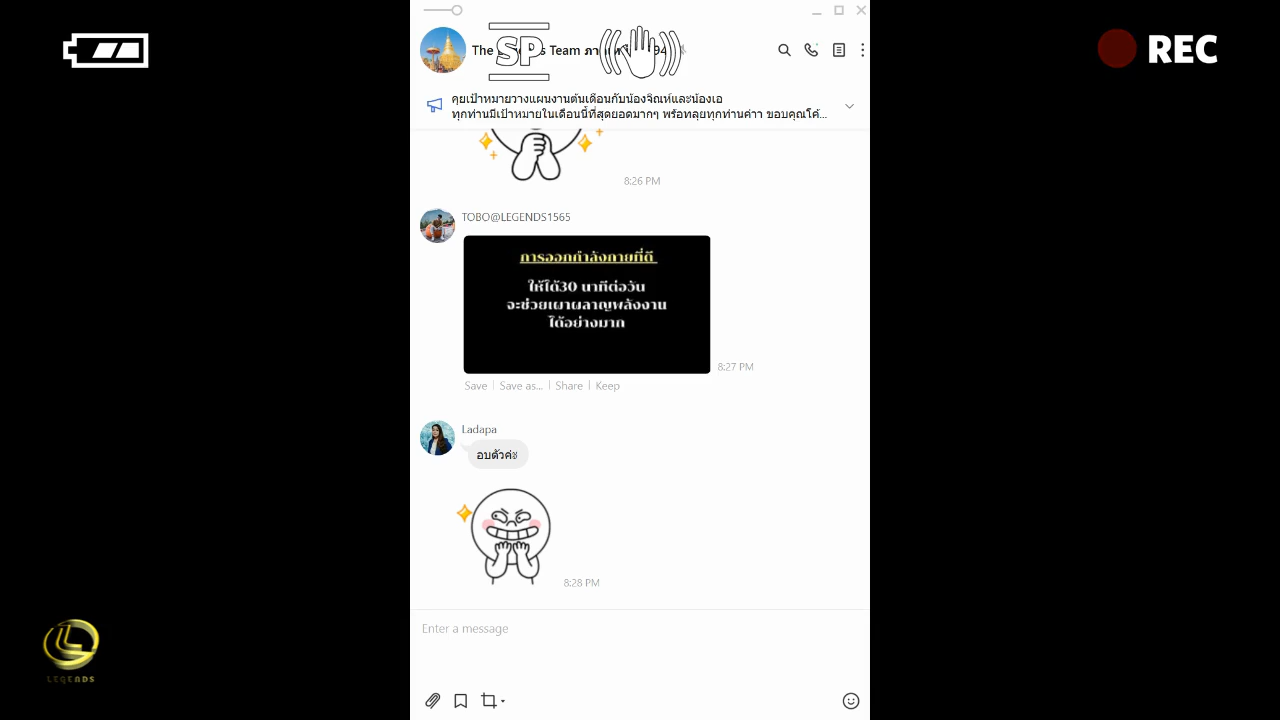 REC
SP
The
s Team
คุยเป้าหมายวางแผนงานต้นเดือนกับน้องจิณห์และน้องเอ
ทุกท่านมีเป้าหมายในเดือนนี้ที่สุดยอดมากๆ พร้อทลุยทุกท่านค่าา ขอบคุณโค้...
8:26 PM
TOBO@LEGENDS1565
การออกกำลังกายที่ดี
ให้ได้30 นาทีต่อวัน
จะช่วยเผาผลาญพลังงาน
ได้อย่างมาก
8:27 PM
Save | Save as... | Share | Keep
Ladapa
อบตัวค่ะ
8:28 PM
Enter a message
LEGENDS